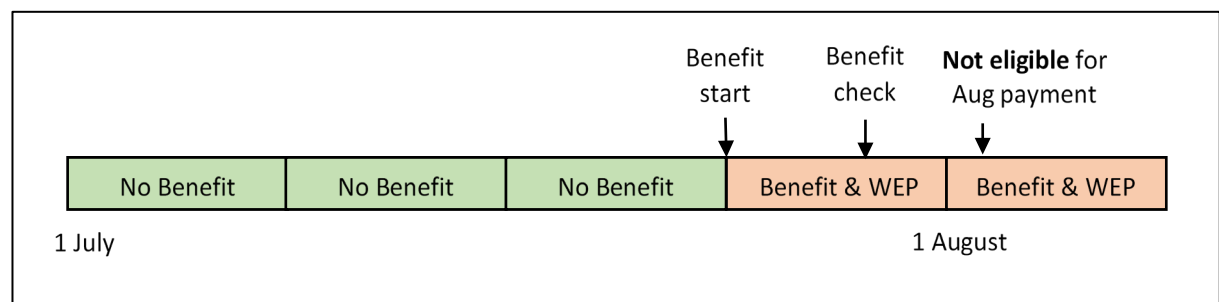 Benefit
start
Benefit
check
Not eligible for
Aug payment
No Benefit
No Benefit
No Benefit
Benefit & WEP
Benefit & WEP
1 July
1 August